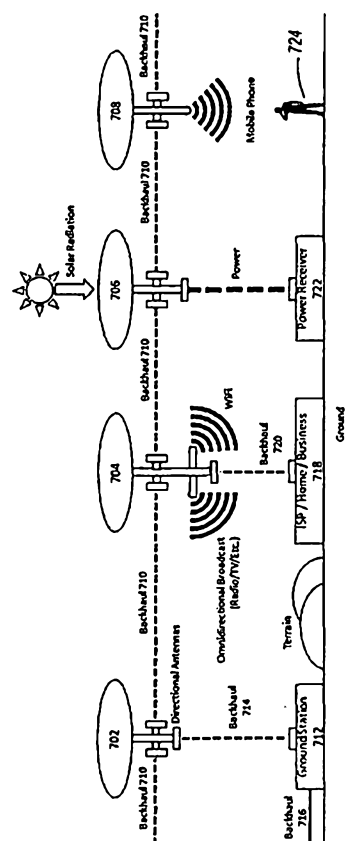 Solar Radiation
702
704
706
708
Backhaul 710
Backhaul 710
Backhaul 710
Backhaul 710
Backhaul 710
Directional Antennas
Backhaul
714
Omnidirectional Broadcast
(Radio/TV/Etc.)
WiFi
Backhaul
720
Power
Mobile Phone
724
Terrain
Backhaul
716
Ground Station
712
ISP / Home / Business
718
Power Receiver
722
Ground